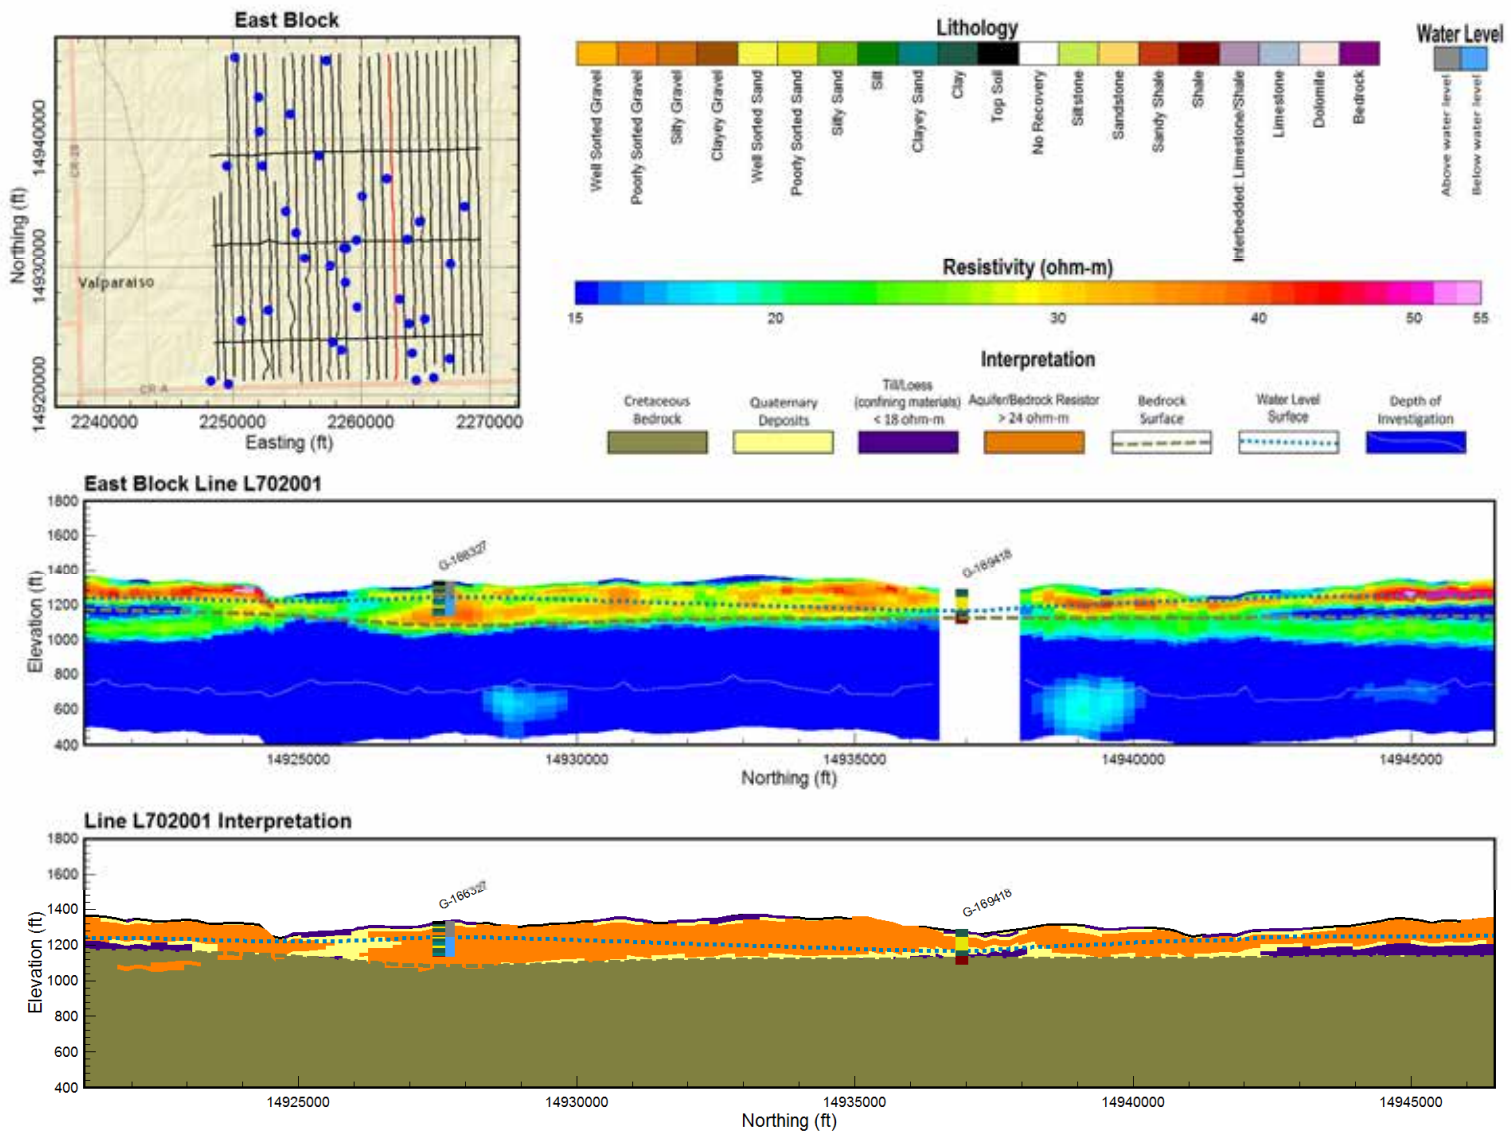 East Block
Northing (ft)
14940000
14930000
14920000
CR-29
Valparaiso
CR-A
2240000 2250000 2260000 2270000
Easting (ft)
Lithology
Well Sorted Gravel
Poorly Sorted Gravel
Silty Gravel
Clayey Gravel
Well Sorted Sand
Poorly Sorted Sand
Silty Sand
Silt
Clayey Sand
Clay
Top Soil
No Recovery
Siltstone
Sandstone
Sandy Shale
Shale
Interbedded: Limestone/Shale
Limestone
Dolomite
Bedrock
Water Level
Above water level
Below water level
Resistivity (ohm-m)
15 20 30 40 50 55
Interpretation
Cretaceous
Bedrock
Quaternary
Deposits
Till/Loess
(confining materials)
< 18 ohm-m
Aquifer/Bedrock Resistor
> 24 ohm-m
Bedrock
Surface
Water Level
Surface
Depth of
Investigation
East Block Line L702001
Elevation (ft)
1800
1600
1400
1200
1000
800
600
400
G-166327
G-169418
14925000 14930000 14935000 14940000 14945000
Northing (ft)
Line L702001 Interpretation
Elevation (ft)
1800
1600
1400
1200
1000
800
600
400
G-166327
G-169418
14925000 14930000 14935000 14940000 14945000
Northing (ft)